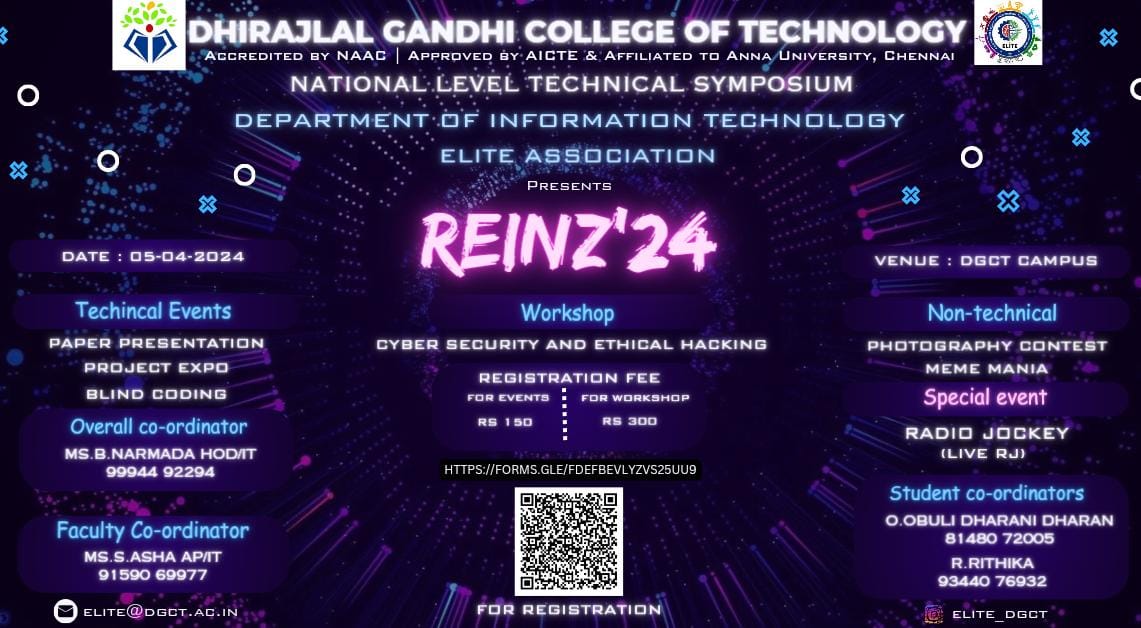 DHIRAJLAL GANDHI COLLEGE OF TECHNOLOGY
ACCREDITED BY NAAC | APPROVED BY AICTE & AFFILIATED TO ANNA UNIVERSITY, CHENNAI
NATIONAL LEVEL TECHNICAL SYMPOSIUM
DEPARTMENT OF INFORMATION TECHNOLOGY
ELITE ASSOCIATION
PRESENTS
REINZ'24
DATE : 05-04-2024
VENUE : DGCT CAMPUS
Techincal Events
PAPER PRESENTATION
PROJECT EXPO
BLIND CODING
Overall co-ordinator
MS.B.NARMADA HOD/IT
99944 92294
Faculty Co-ordinator
MS.S.ASHA AP/IT
91590 69977
ELITE@DGCT.AC.IN
Workshop
CYBER SECURITY AND ETHICAL HACKING
REGISTRATION FEE
FOR EVENTS FOR WORKSHOP
RS 150 RS 300
HTTPS://FORMS.GLE/FDEFBEVLYZVS25UU9
FOR REGISTRATION
Non-technical
PHOTOGRAPHY CONTEST
MEME MANIA
Special event
RADIO JOCKEY
(LIVE RJ)
Student co-ordinators
O.OBULI DHARANI DHARAN
81480 72005
R.RITHIKA
93440 76932
ELITE_DGCT
ELITE